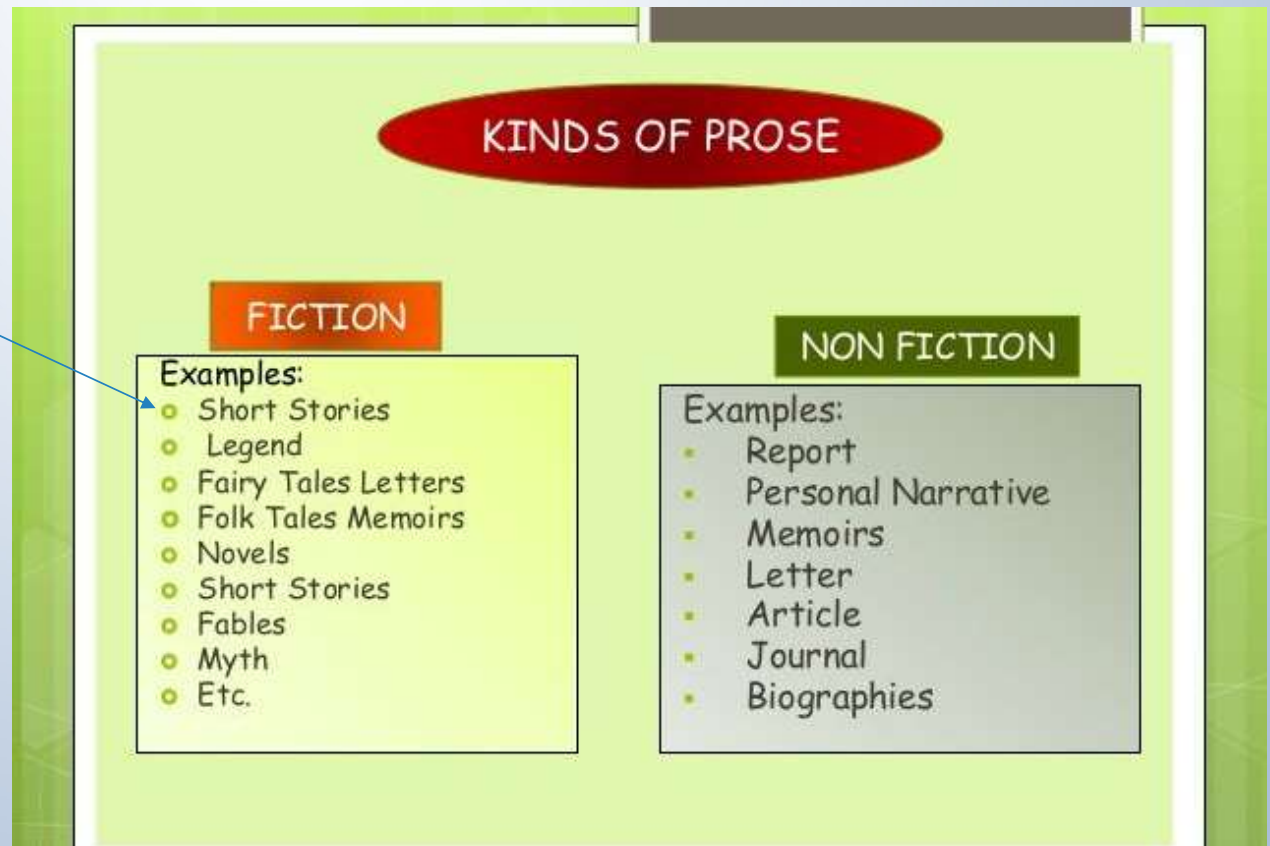 KINDS OF PROSE
FICTION
Examples:
Short Stories
Legend
Fairy Tales Letters
Folk Tales Memoirs
Novels
Short Stories
Fables
Myth
Etc.
NON FICTION
Examples:
Report
Personal Narrative
Memoirs
Letter
Article
Journal
Biographies